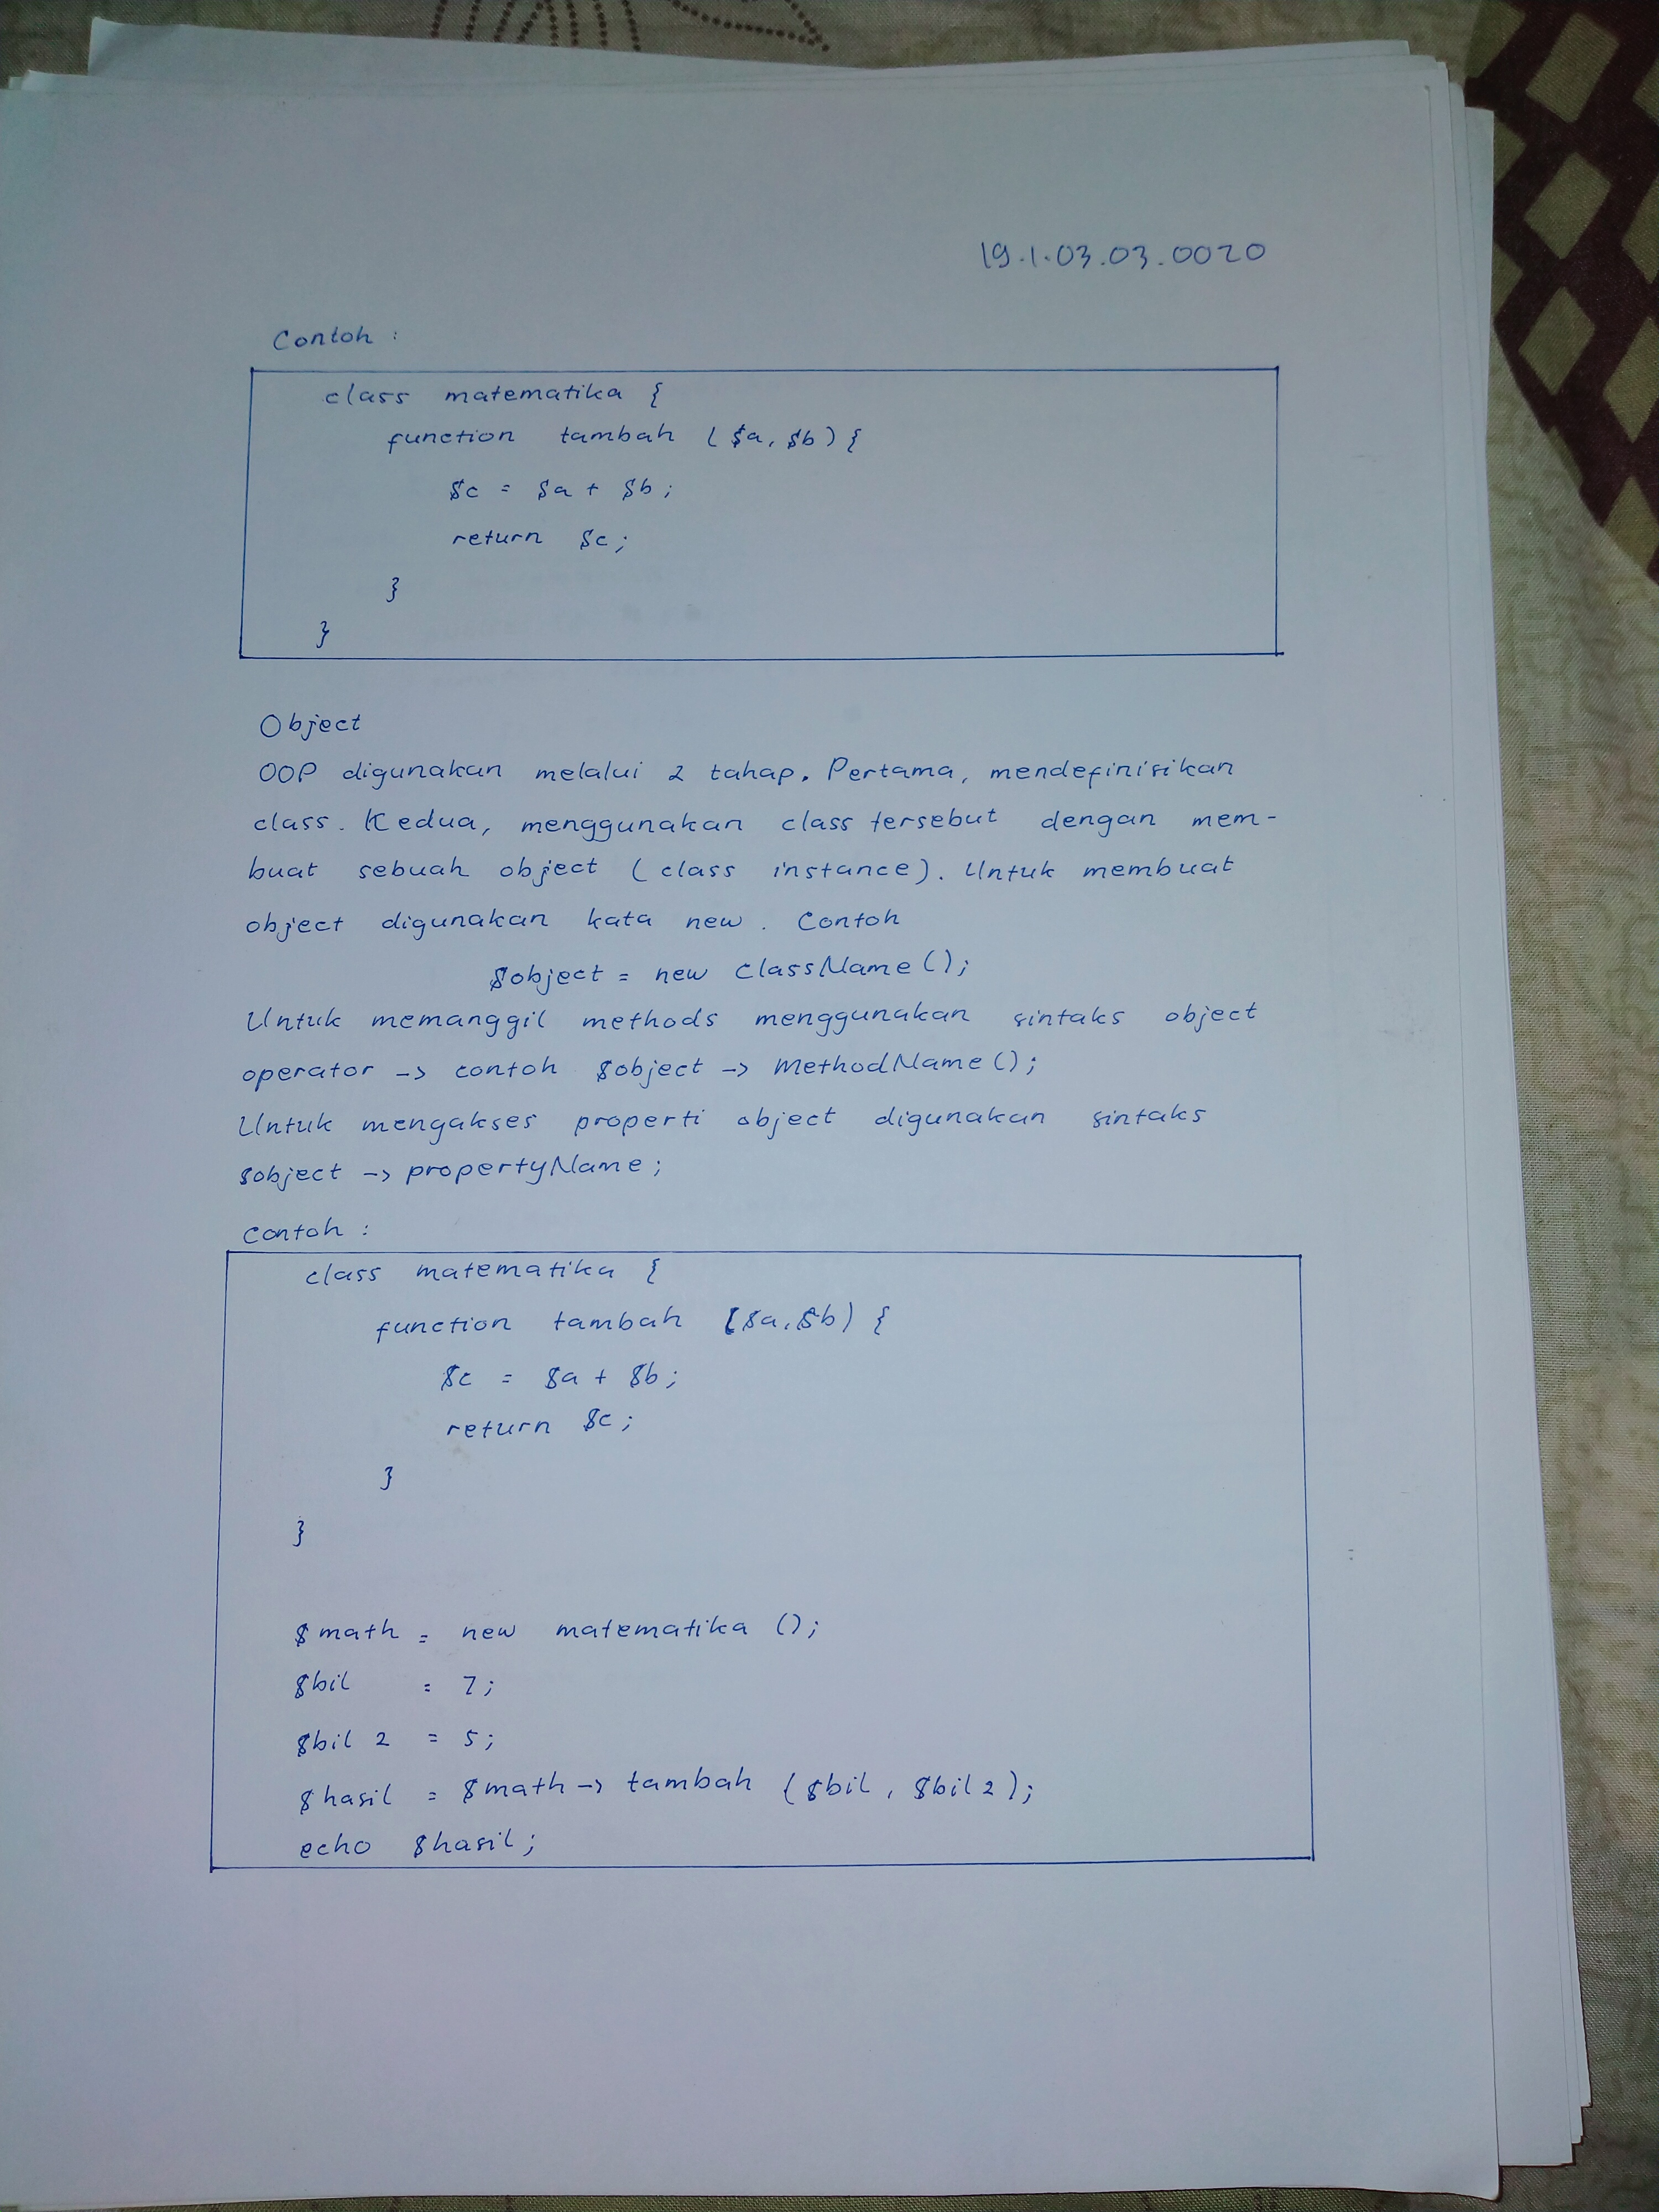 19.1.03.03.0020
Contoh :
class matematika {
function tambah ($a, $b) {
$c = $a + $b;
return $c;
}
}
Object
OOP digunakan melalui 2 tahap. Pertama, mendefinisikan
class. Kedua, menggunakan class tersebut dengan mem-
buat sebuah object (class instance). Untuk membuat
object digunakan kata new. Contoh
$object = new ClassName();
Untuk memanggil methods menggunakan sintaks object
operator -> contoh $object -> MethodName();
Untuk mengakses properti object digunakan sintaks
$object -> propertyName;
Contoh :
class matematika {
function tambah ($a, $b) {
$c = $a + $b;
return $c;
}
}
$math = new matematika ();
$bil = 7;
$bil 2 = 5;
$hasil = $math -> tambah ($bil, $bil 2);
echo $hasil;